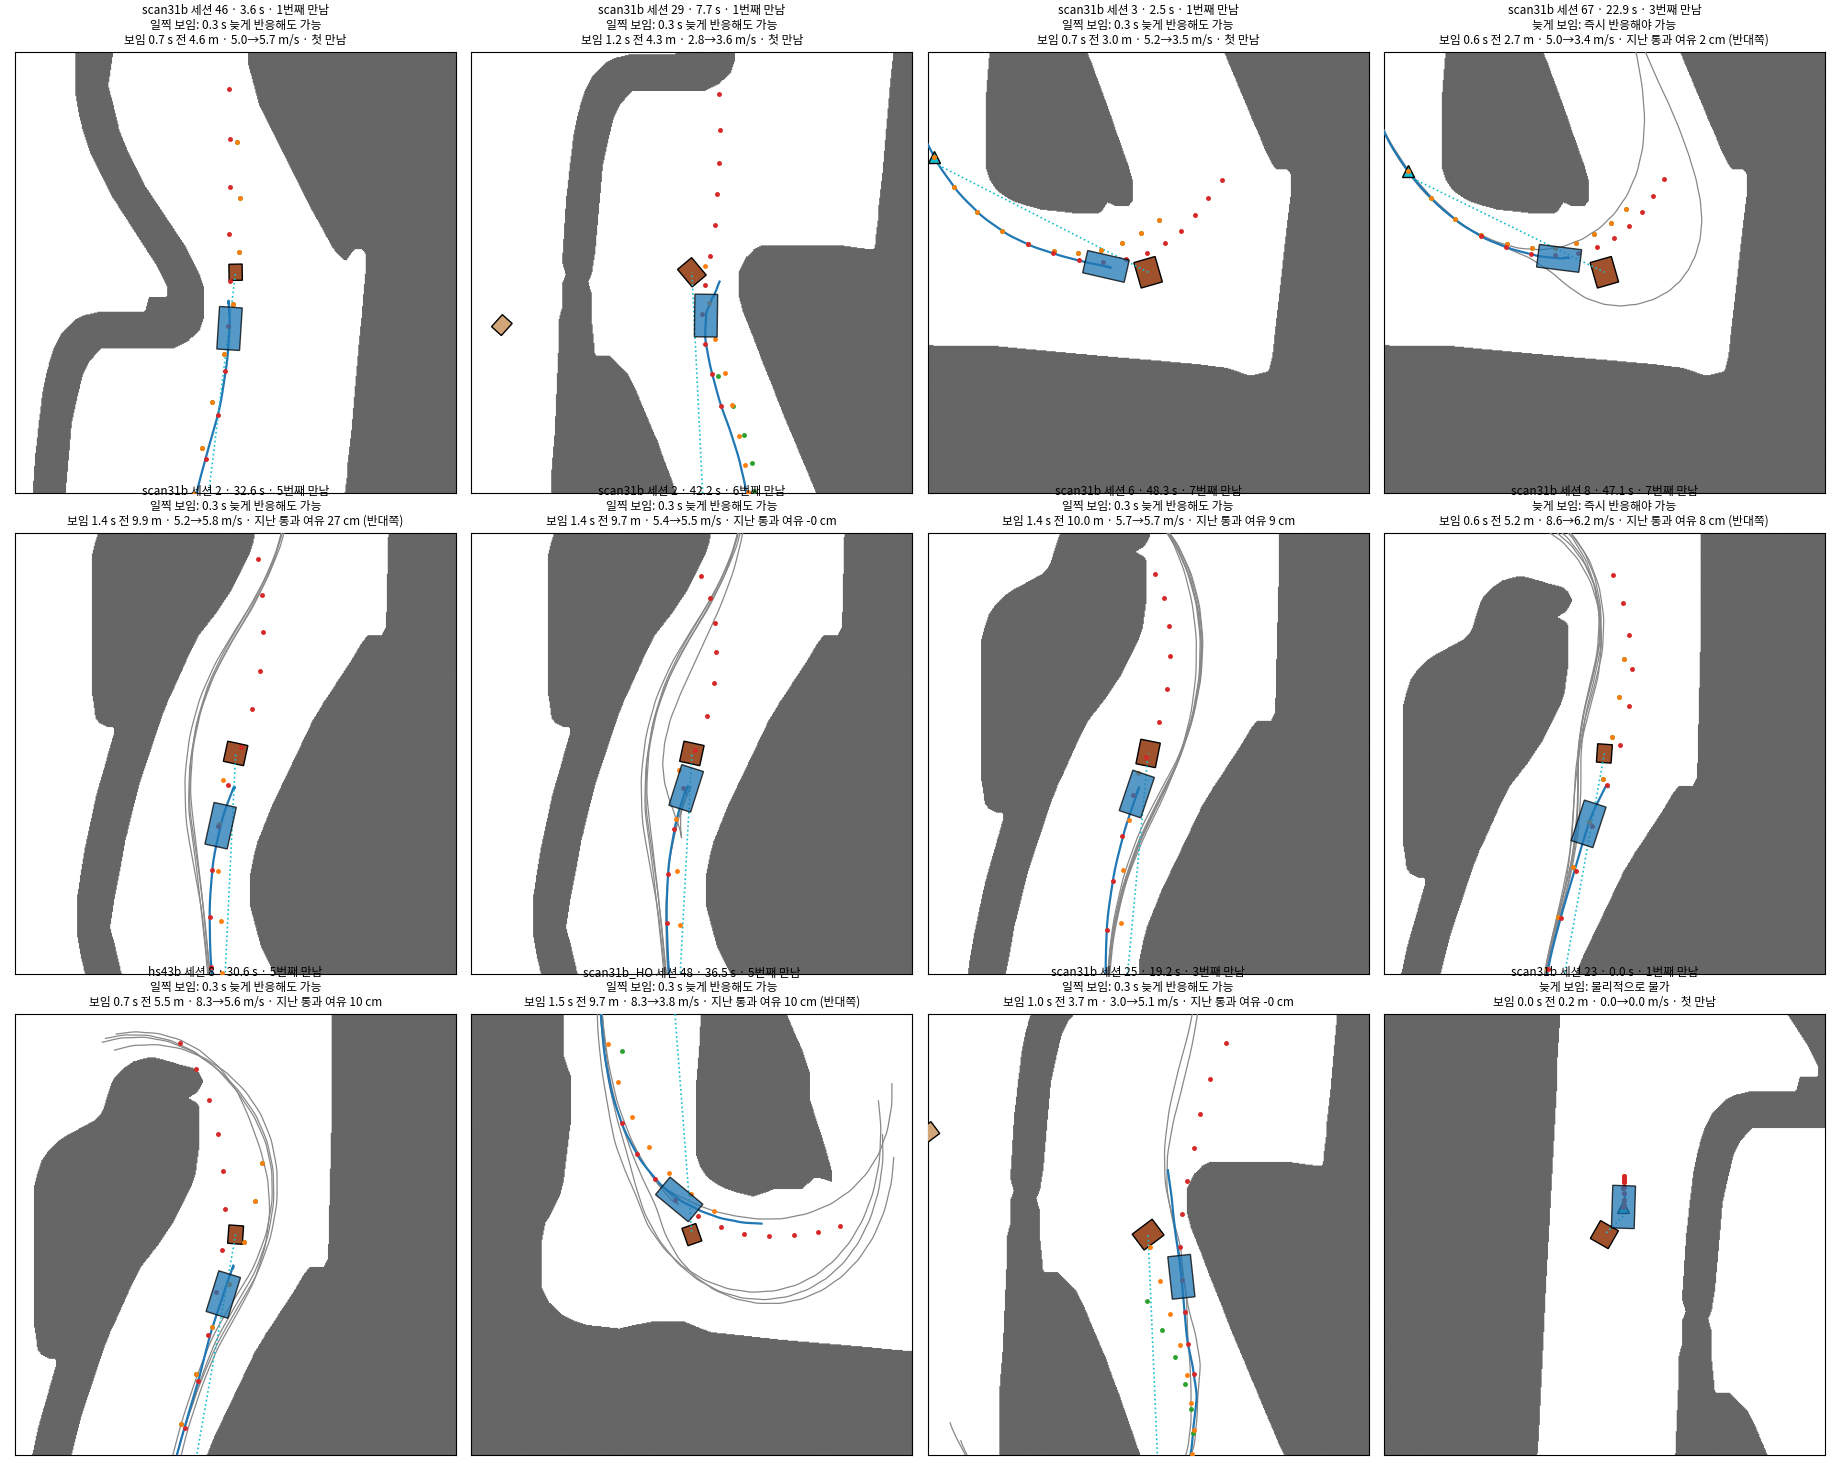 scan31b 세션 46 · 3.6 s · 1번째 만남
일찍 보임: 0.3 s 늦게 반응해도 가능
보임 0.7 s 전 4.6 m · 5.0→5.7 m/s · 첫 만남
scan31b 세션 29 · 7.7 s · 1번째 만남
일찍 보임: 0.3 s 늦게 반응해도 가능
보임 1.2 s 전 4.3 m · 2.8→3.6 m/s · 첫 만남
scan31b 세션 3 · 2.5 s · 1번째 만남
일찍 보임: 0.3 s 늦게 반응해도 가능
보임 0.7 s 전 3.0 m · 5.2→3.5 m/s · 첫 만남
scan31b 세션 67 · 22.9 s · 3번째 만남
늦게 보임: 즉시 반응해야 가능
보임 0.6 s 전 2.7 m · 5.0→3.4 m/s · 지난 통과 여유 2 cm (반대쪽)
scan31b 세션 2 · 32.6 s · 5번째 만남
일찍 보임: 0.3 s 늦게 반응해도 가능
보임 1.4 s 전 9.9 m · 5.2→5.8 m/s · 지난 통과 여유 27 cm (반대쪽)
scan31b 세션 2 · 42.2 s · 6번째 만남
일찍 보임: 0.3 s 늦게 반응해도 가능
보임 1.4 s 전 9.7 m · 5.4→5.5 m/s · 지난 통과 여유 -0 cm
scan31b 세션 6 · 48.3 s · 7번째 만남
일찍 보임: 0.3 s 늦게 반응해도 가능
보임 1.4 s 전 10.0 m · 5.7→5.7 m/s · 지난 통과 여유 9 cm
scan31b 세션 8 · 47.1 s · 7번째 만남
늦게 보임: 즉시 반응해야 가능
보임 0.6 s 전 5.2 m · 8.6→6.2 m/s · 지난 통과 여유 8 cm (반대쪽)
hs43b 세션 · 30.6 s · 5번째 만남
일찍 보임: 0.3 s 늦게 반응해도 가능
보임 0.7 s 전 5.5 m · 8.3→5.6 m/s · 지난 통과 여유 10 cm
scan31b_HO 세션 48 · 36.5 s · 5번째 만남
일찍 보임: 0.3 s 늦게 반응해도 가능
보임 1.5 s 전 9.7 m · 8.3→3.8 m/s · 지난 통과 여유 10 cm (반대쪽)
scan31b 세션 25 · 19.2 s · 3번째 만남
일찍 보임: 0.3 s 늦게 반응해도 가능
보임 1.0 s 전 3.7 m · 3.0→5.1 m/s · 지난 통과 여유 -0 cm
scan31b 세션 23 · 0.0 s · 1번째 만남
늦게 보임: 물리적으로 불가
보임 0.0 s 전 0.2 m · 0.0→0.0 m/s · 첫 만남